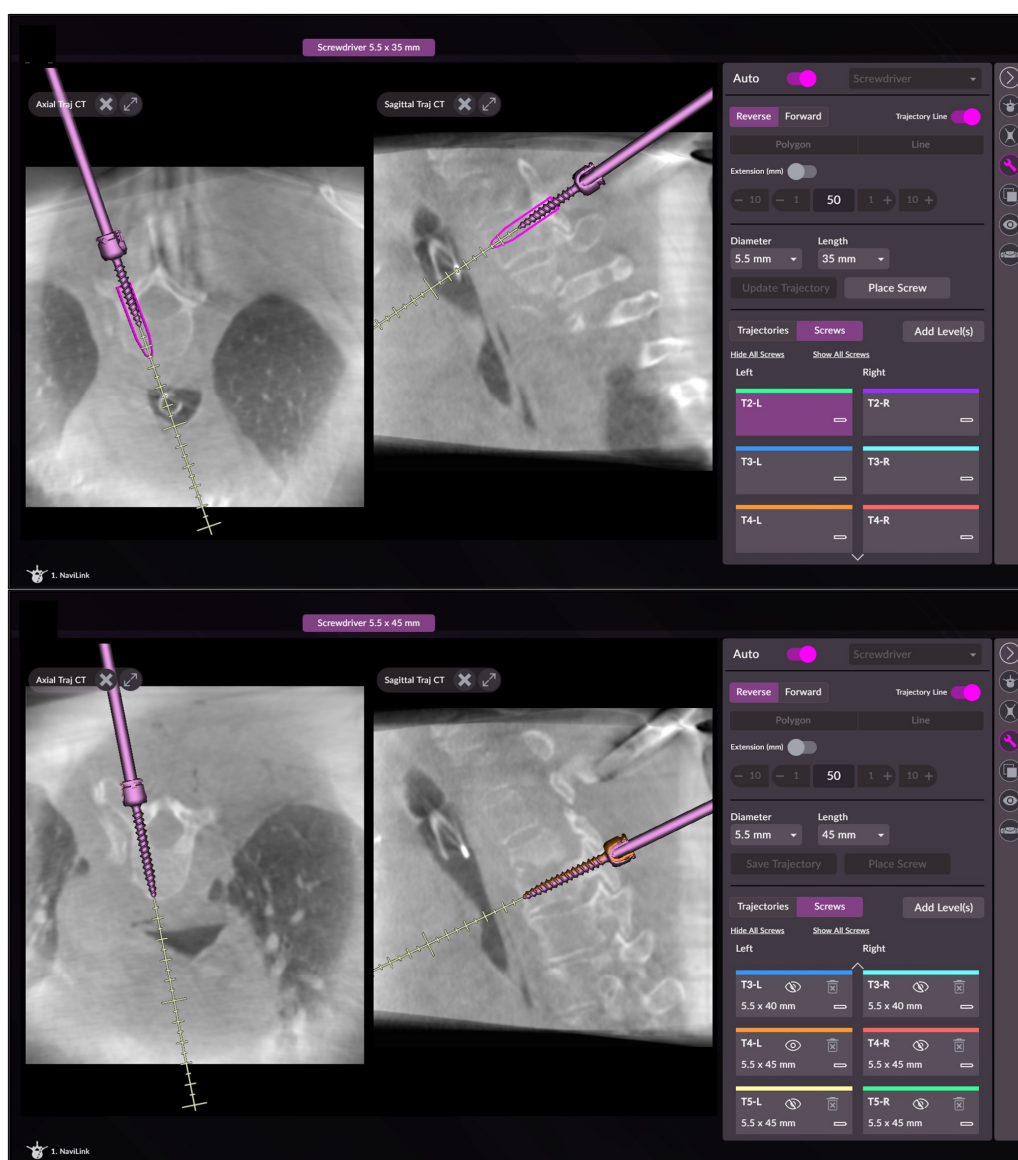 Screwdriver 5.5 x 35 mm
Axial Traj CT
Sagittal Traj CT
Auto
Screwdriver
Reverse Forward
Trajectory Line
Polygon Line
Extension (mm)
− 10 − 1 50 1 + 10 +
Diameter Length
5.5 mm 35 mm
Update Trajectory Place Screw
Trajectories Screws Add Level(s)
Hide All Screws Show All Screws
Left Right
T2-L T2-R
T3-L T3-R
T4-L T4-R
1. NaviLink
Screwdriver 5.5 x 45 mm
Axial Traj CT
Sagittal Traj CT
Auto
Screwdriver
Reverse Forward
Trajectory Line
Polygon Line
Extension (mm)
− 10 − 1 50 1 + 10 +
Diameter Length
5.5 mm 45 mm
Save Trajectory Place Screw
Trajectories Screws Add Level(s)
Hide All Screws Show All Screws
Left Right
T3-L T3-R
5.5 x 40 mm 5.5 x 40 mm
T4-L T4-R
5.5 x 45 mm 5.5 x 45 mm
T5-L T5-R
5.5 x 45 mm 5.5 x 45 mm
1. NaviLink